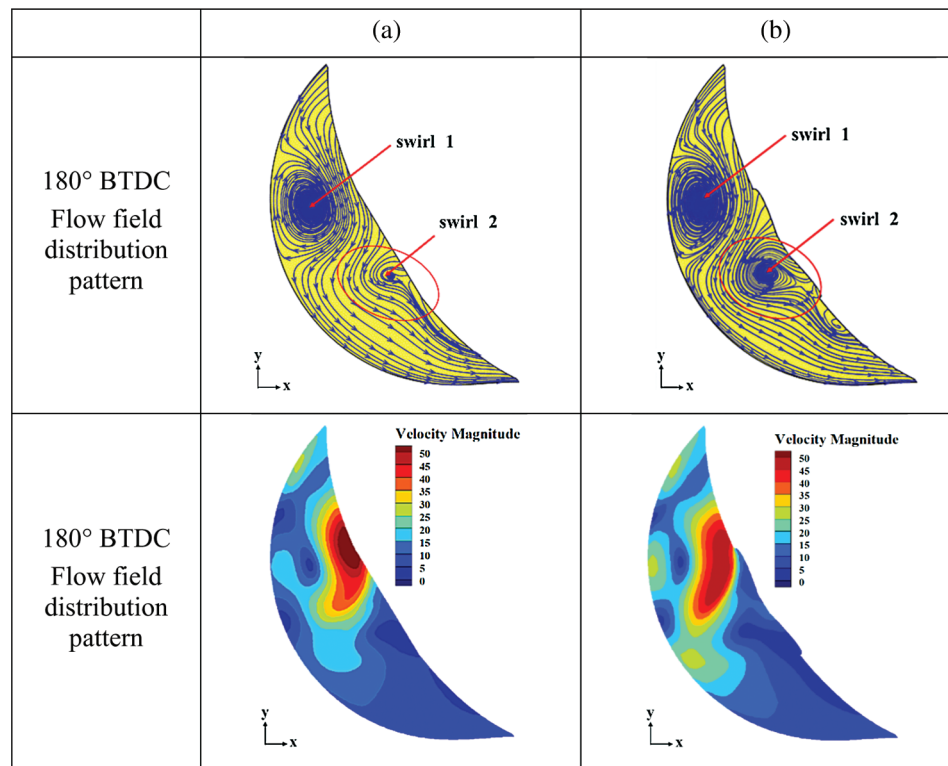 (a) (b)
180° BTDC
Flow field
distribution
pattern
swirl 1
swirl 2
y
x
swirl 1
swirl 2
y
x
180° BTDC
Flow field
distribution
pattern
Velocity Magnitude
50
45
40
35
30
25
20
15
10
5
0
y
x
Velocity Magnitude
50
45
40
35
30
25
20
15
10
5
0
y
x